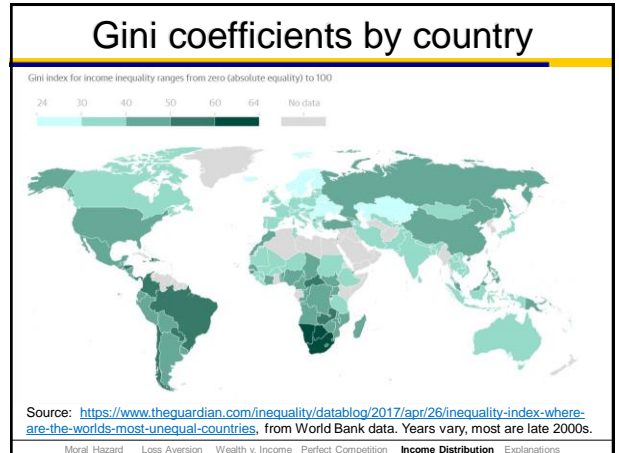 Gini coefficients by country
Gini index for income inequality ranges from zero (absolute equality) to 100
24 30 40 50 60 64 No data
Source: https://www.theguardian.com/inequality/datablog/2017/apr/26/inequality-index-where-
are-the-worlds-most-unequal-countries, from World Bank data. Years vary, most are late 2000s.
Moral Hazard Loss Aversion Wealth v. Income Perfect Competition Income Distribution Explanations